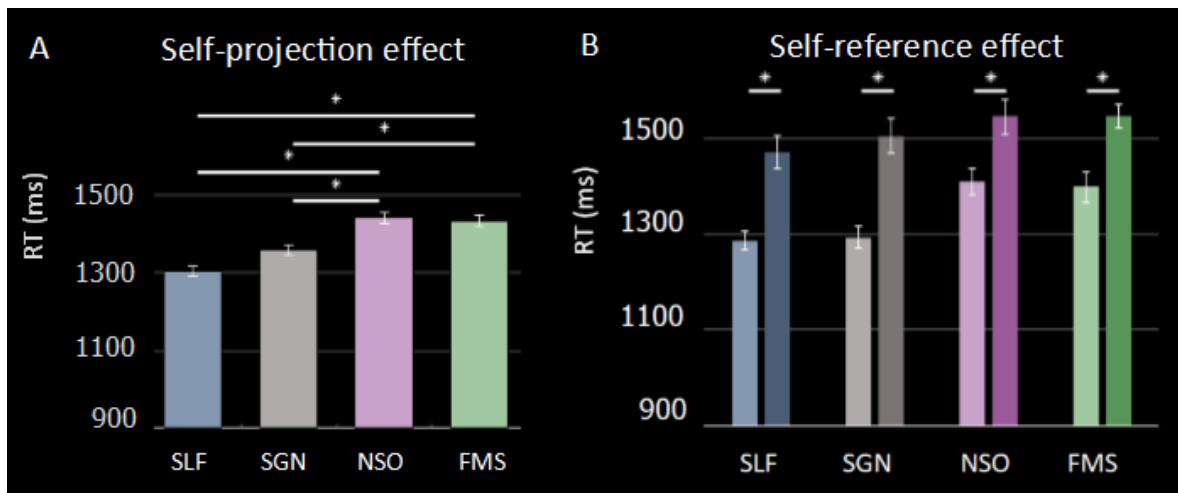 A Self-projection effect
*
*
*
*
RT (ms)
1500
1300
1100
900
SLF SGN NSO FMS
B Self-reference effect
* * * *
RT (ms)
1500
1300
1100
900
SLF SGN NSO FMS